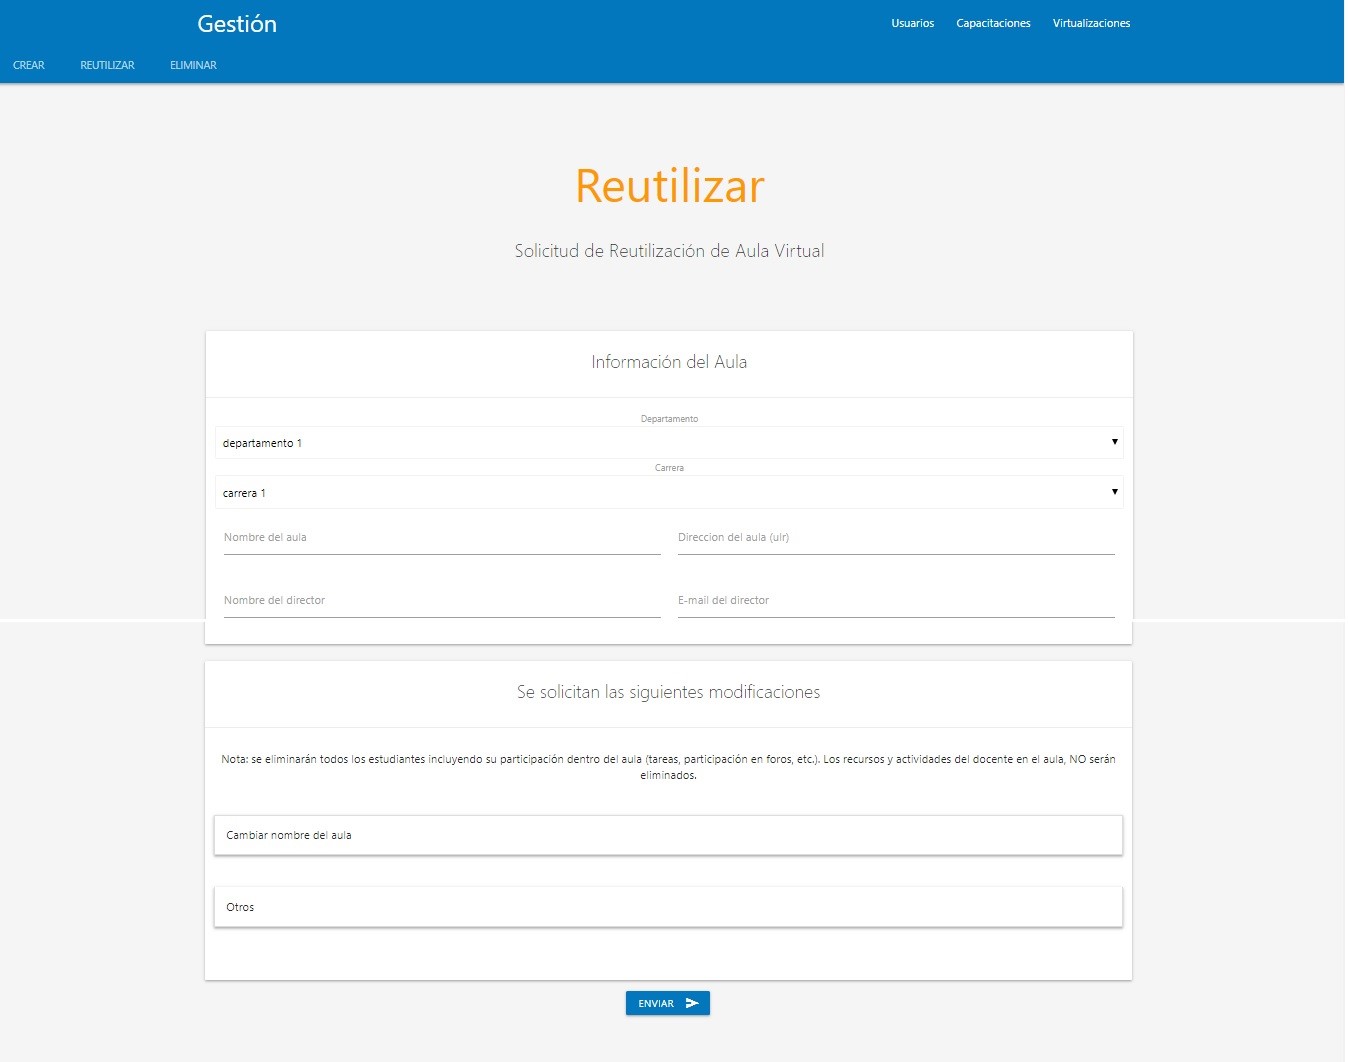 Gestión
Usuarios Capacitaciones Virtualizaciones
CREAR REUTILIZAR ELIMINAR
Reutilizar
Solicitud de Reutilización de Aula Virtual
Información del Aula
Departamento
departamento 1
Carrera
carrera 1
Nombre del aula Direccion del aula (ulr)
Nombre del director E-mail del director
Se solicitan las siguientes modificaciones
Nota: se eliminarán todos los estudiantes incluyendo su participación dentro del aula (tareas, participación en foros, etc.). Los recursos y actividades del docente en el aula, NO serán
eliminados.
Cambiar nombre del aula
Otros
ENVIAR